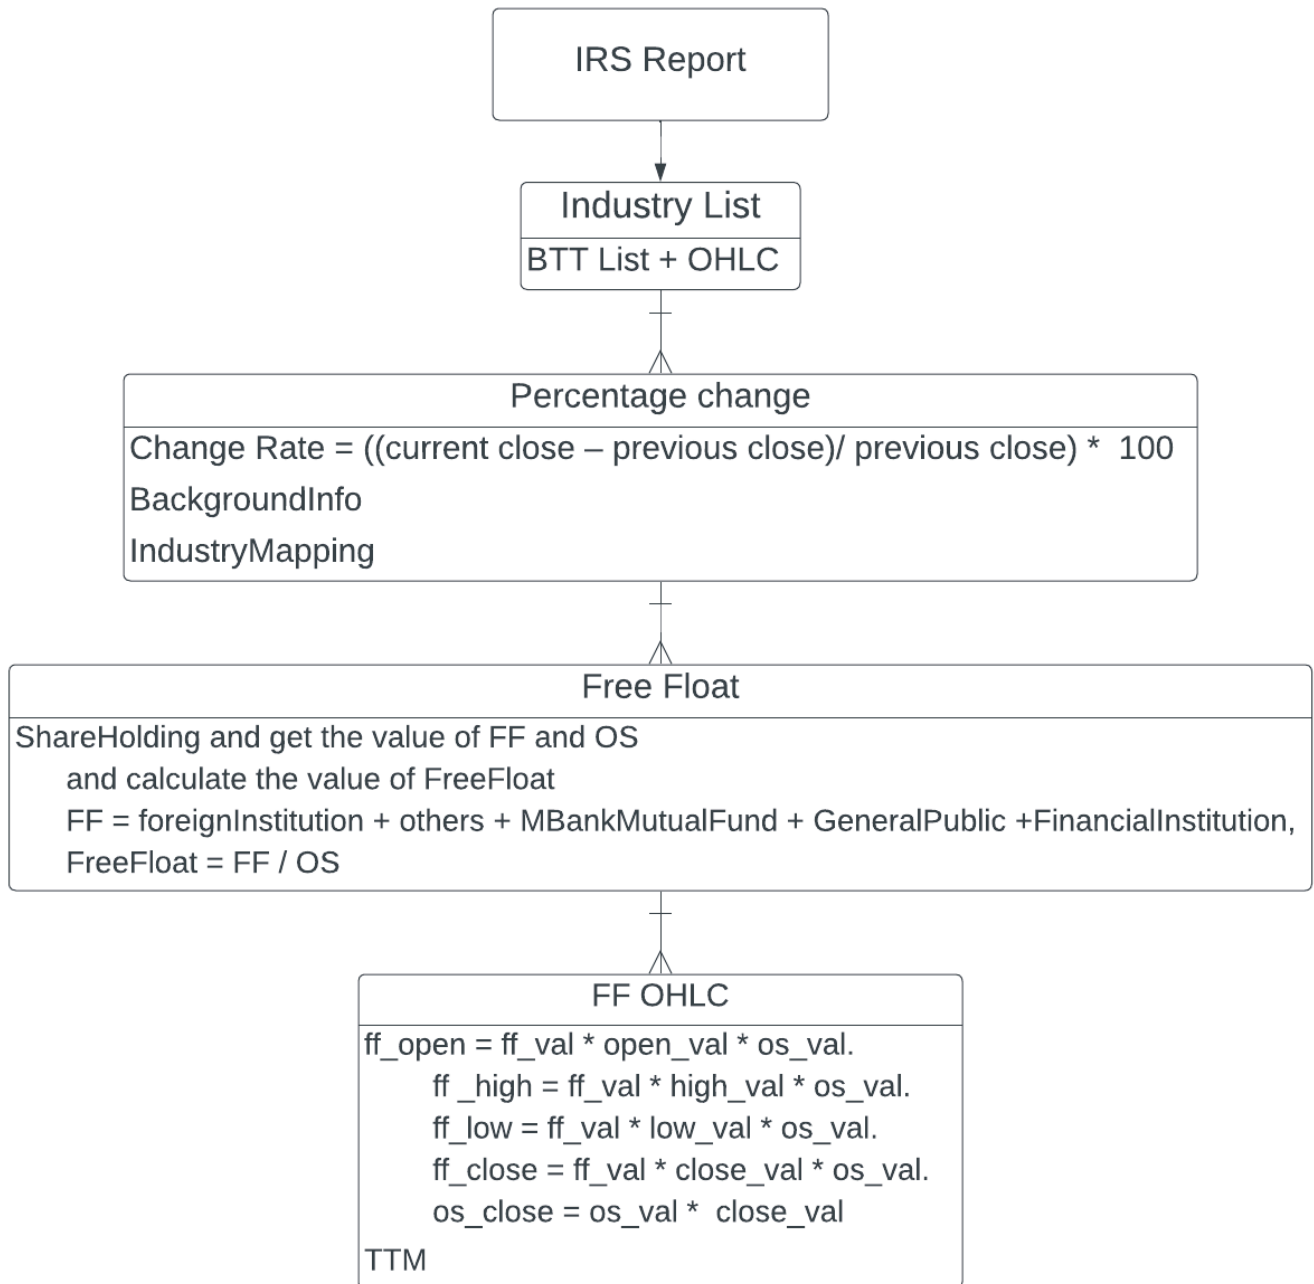 IRS Report
Industry List
BTT List + OHLC
Percentage change
Change Rate = ((current close – previous close)/ previous close) *  100
BackgroundInfo
IndustryMapping
Free Float
ShareHolding and get the value of FF and OS
and calculate the value of FreeFloat
FF = foreignInstitution + others + MBankMutualFund + GeneralPublic +FinancialInstitution,
FreeFloat = FF / OS
FF OHLC
ff_open = ff_val * open_val * os_val.
ff _high = ff_val * high_val * os_val.
ff_low = ff_val * low_val * os_val.
ff_close = ff_val * close_val * os_val.
os_close = os_val *  close_val
TTM